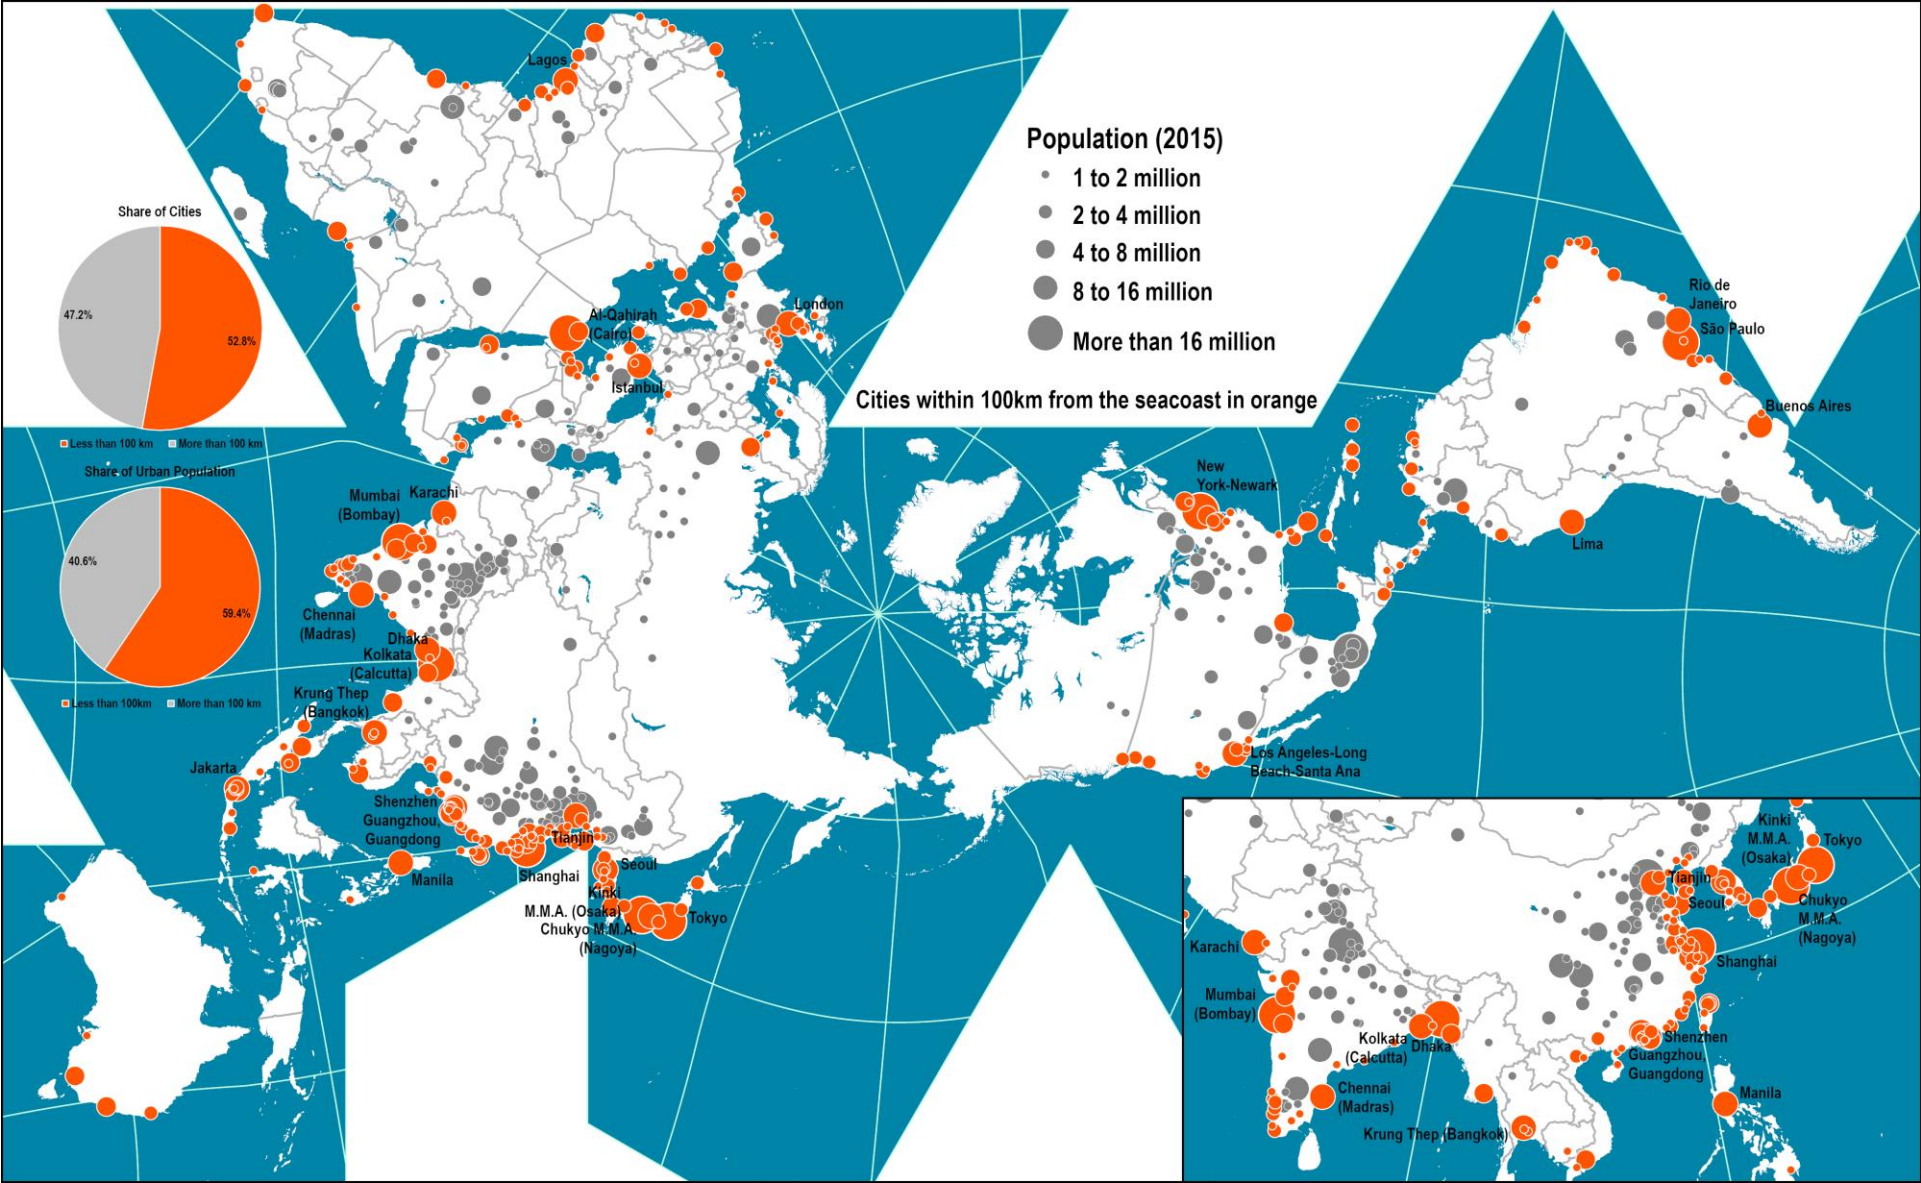 Share of Cities
47.2%
52.8%
Less than 100 km
More than 100 km
Share of Urban Population
40.6%
59.4%
Less than 100km
More than 100 km
Population (2015)
1 to 2 million
2 to 4 million
4 to 8 million
8 to 16 million
More than 16 million
Cities within 100km from the seacoast in orange
Lagos
London
Al-Qahirah
(Cairo)
Istanbul
Mumbai
(Bombay)
Karachi
Chennai
(Madras)
Dhaka
Kolkata
(Calcutta)
Krung Thep
(Bangkok)
Jakarta
Shenzhen
Guangzhou,
Guangdong
Manila
Shanghai
Tianjin
Seoul
Kinki
M.M.A. (Osaka)
Chukyo M.M.A.
(Nagoya)
Tokyo
New
York-Newark
Los Angeles-Long
Beach-Santa Ana
Rio de
Janeiro
São Paulo
Buenos Aires
Lima
Kinki
M.M.A.
(Osaka)
Tokyo
Tianjin
Seoul
Chukyo
M.M.A.
(Nagoya)
Karachi
Shanghai
Mumbai
(Bombay)
Kolkata
(Calcutta)
Dhaka
Shenzhen
Guangzhou,
Guangdong
Chennai
(Madras)
Manila
Krung Thep (Bangkok)